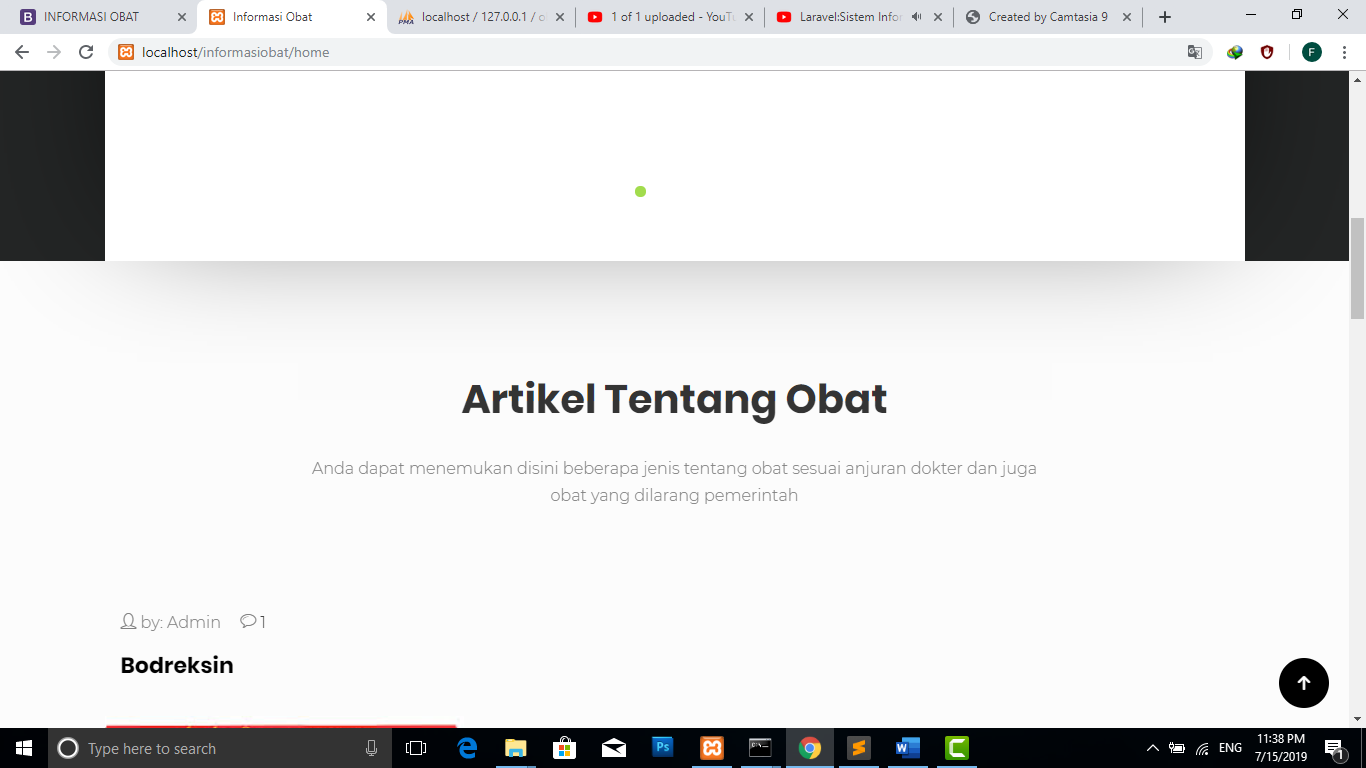 INFORMASI OBAT
Informasi Obat
localhost / 127.0.0.1 / o
1 of 1 uploaded - YouTu
Laravel:Sistem Infor
Created by Camtasia 9
localhost/informasiobat/home
F
Artikel Tentang Obat
Anda dapat menemukan disini beberapa jenis tentang obat sesuai anjuran dokter dan juga
obat yang dilarang pemerintah
by: Admin 1
Bodreksin
Type here to search
ENG
11:38 PM
7/15/2019
1